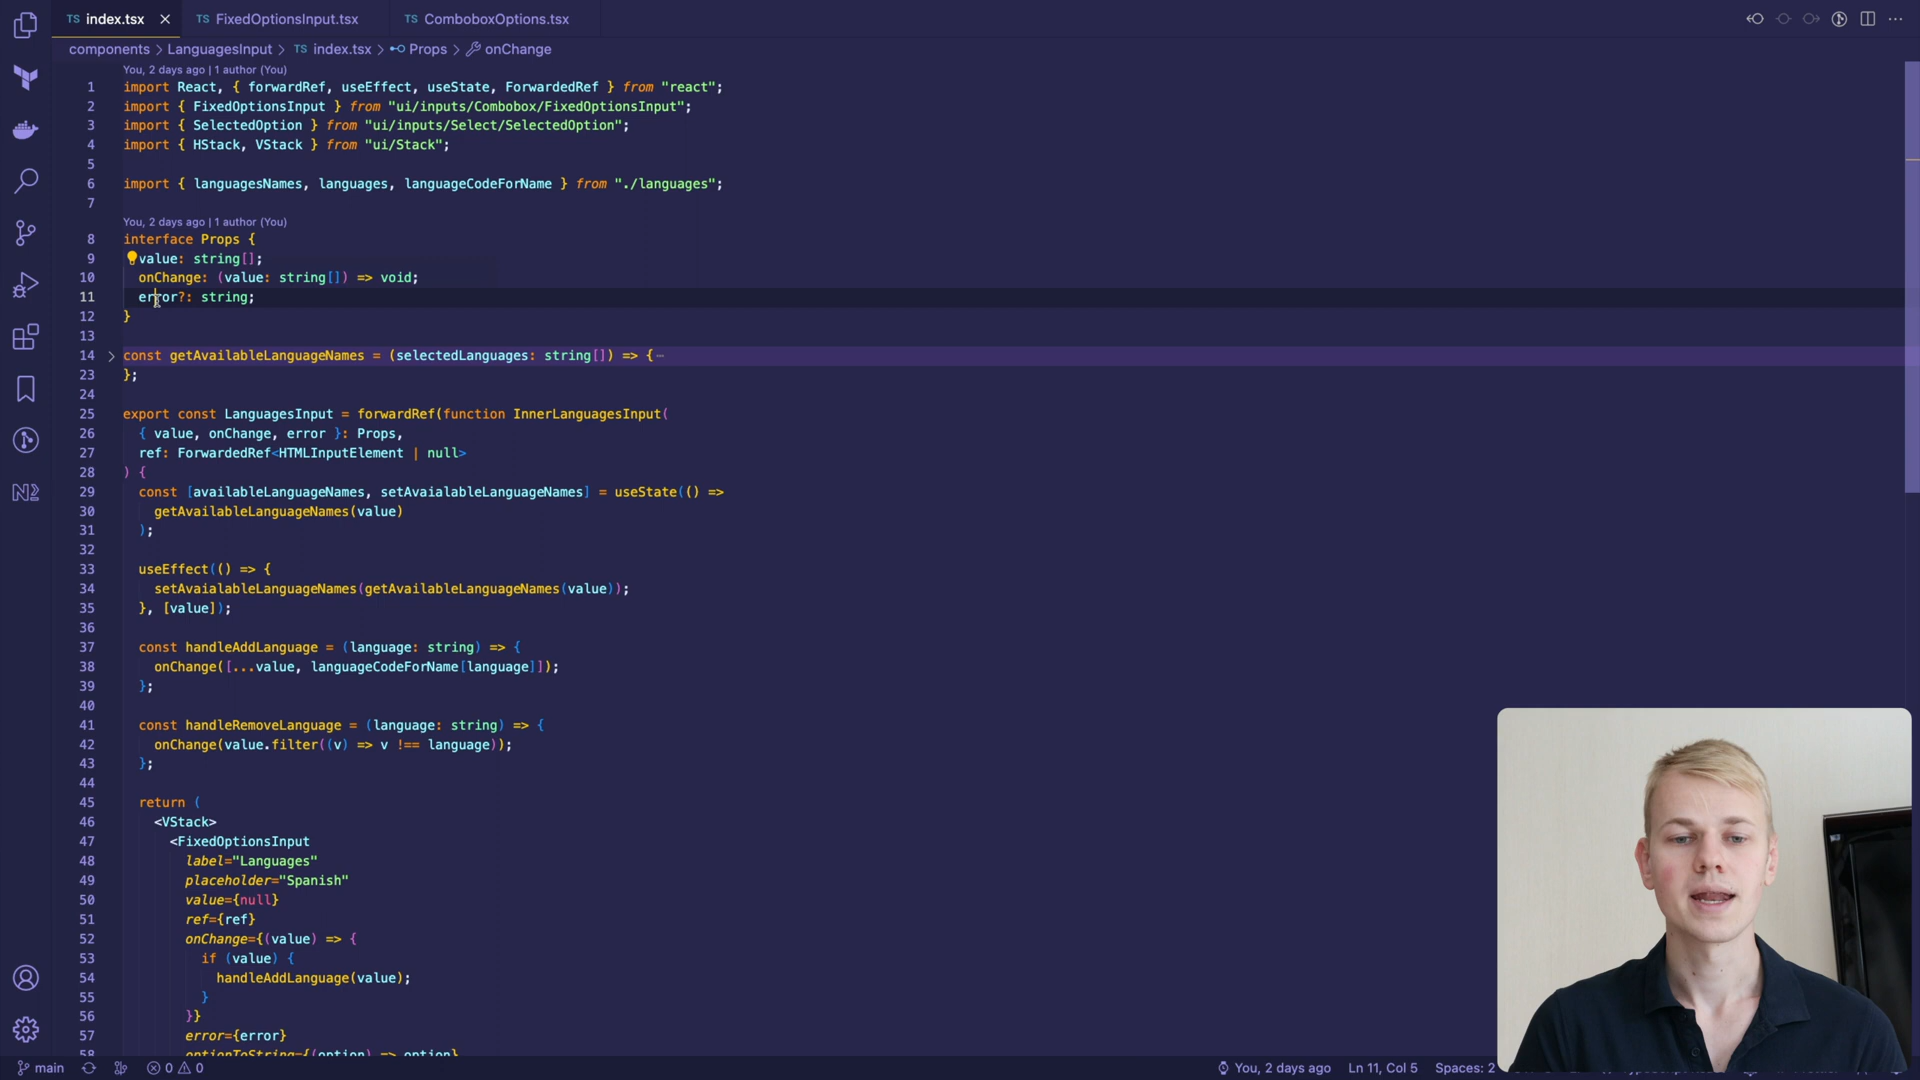 TS index.tsx
TS FixedOptionsInput.tsx
TS ComboboxOptions.tsx
components > LanguagesInput > TS index.tsx > Props > onChange
You, 2 days ago | 1 author (You)
1 import React, { forwardRef, useEffect, useState, ForwardedRef } from "react";
2 import { FixedOptionsInput } from "ui/inputs/Combobox/FixedOptionsInput";
3 import { SelectedOption } from "ui/inputs/Select/SelectedOption";
4 import { HStack, VStack } from "ui/Stack";
5
6 import { languagesNames, languages, languageCodeForName } from "./languages";
7
You, 2 days ago | 1 author (You)
8 interface Props {
9 value: string[];
10 onChange: (value: string[]) => void;
11 error?: string;
12 }
13
14 > const getAvailableLanguageNames = (selectedLanguages: string[]) => {⋯
23 };
24
25 export const LanguagesInput = forwardRef(function InnerLanguagesInput(
26 { value, onChange, error }: Props,
27 ref: ForwardedRef<HTMLInputElement | null>
28 ) {
29 const [availableLanguageNames, setAvaialableLanguageNames] = useState(() =>
30 getAvailableLanguageNames(value)
31 );
32
33 useEffect(() => {
34 setAvaialableLanguageNames(getAvailableLanguageNames(value));
35 }, [value]);
36
37 const handleAddLanguage = (language: string) => {
38 onChange([...value, languageCodeForName[language]]);
39 };
40
41 const handleRemoveLanguage = (language: string) => {
42 onChange(value.filter((v) => v !== language));
43 };
44
45 return (
46 <VStack>
47 <FixedOptionsInput
48 label="Languages"
49 placeholder="Spanish"
50 value={null}
51 ref={ref}
52 onChange={(value) => {
53 if (value) {
54 handleAddLanguage(value);
55 }
56 }}
57 error={error}
58 optionToString={(option) => option}
main 0 0 You, 2 days ago Ln 11, Col 5 Spaces: 2